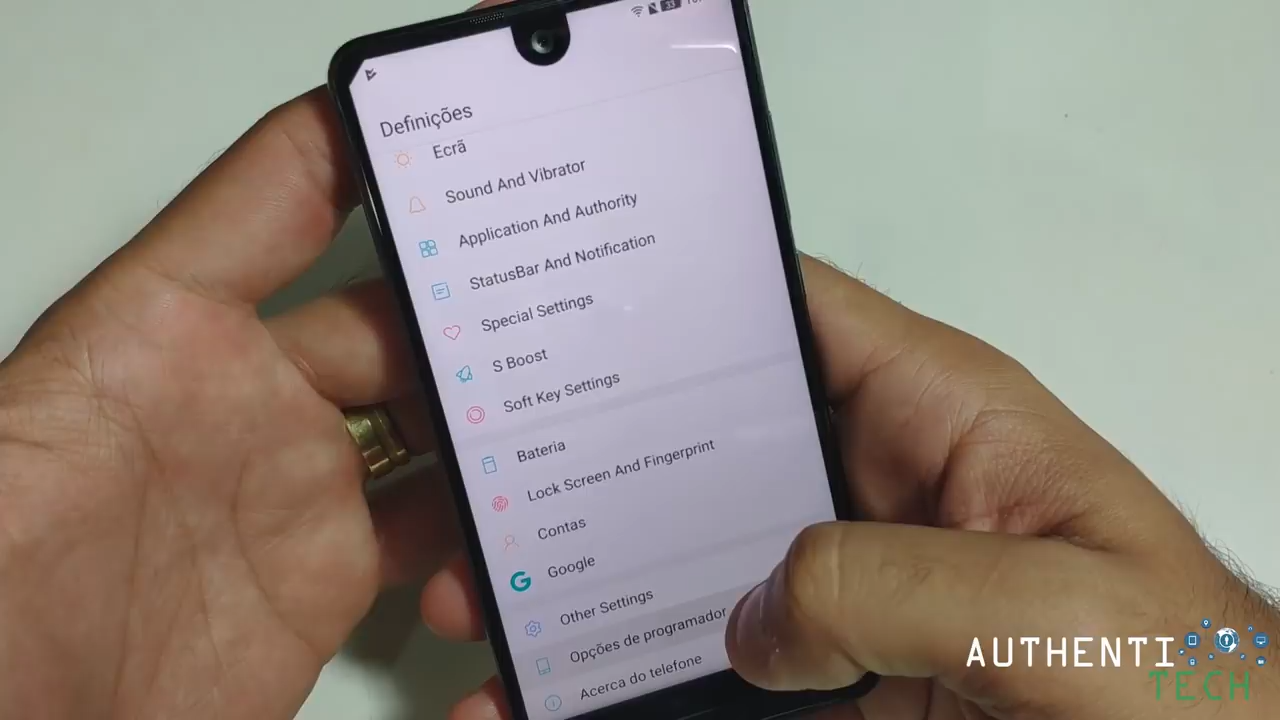 33
Definições
Ecrã
Sound And Vibrator
Application And Authority
StatusBar And Notification
Special Settings
S Boost
Soft Key Settings
Bateria
Lock Screen And Fingerprint
Contas
Google
Other Settings
Opções de programador
Acerca do telefone
AUTHENTI
TECH